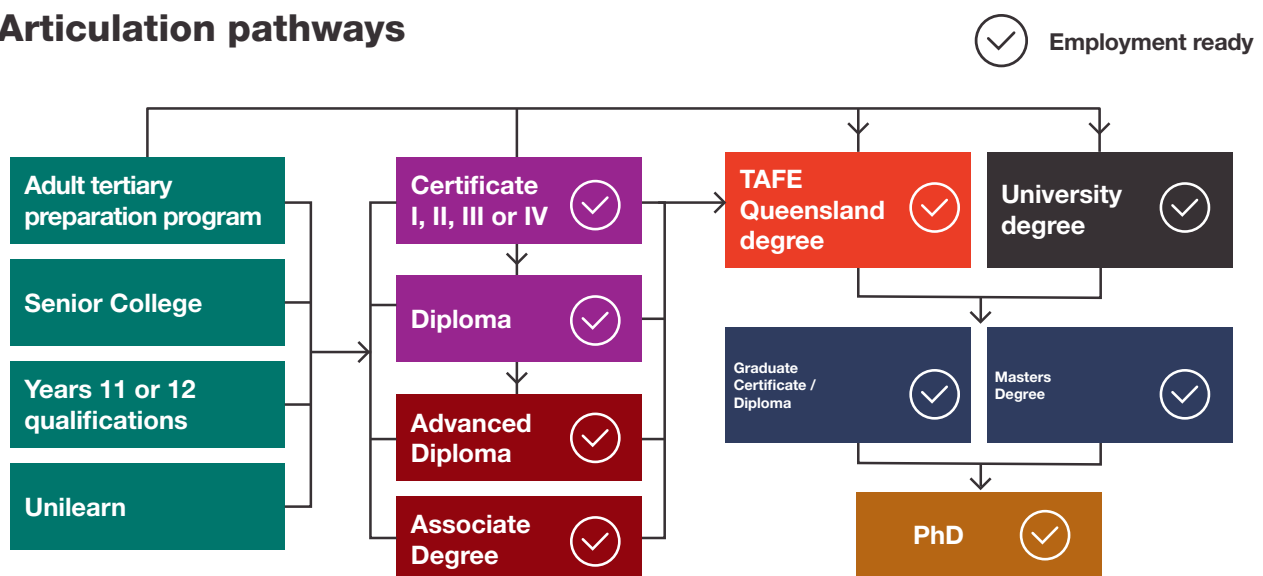 Articulation pathways
Employment ready
Adult tertiary
preparation program
Senior College
Years 11 or 12
qualifications
Unilearn
Certificate
I, II, III or IV
Diploma
Advanced
Diploma
Associate
Degree
TAFE
Queensland
degree
University
degree
Graduate
Certificate /
Diploma
Masters
Degree
PhD